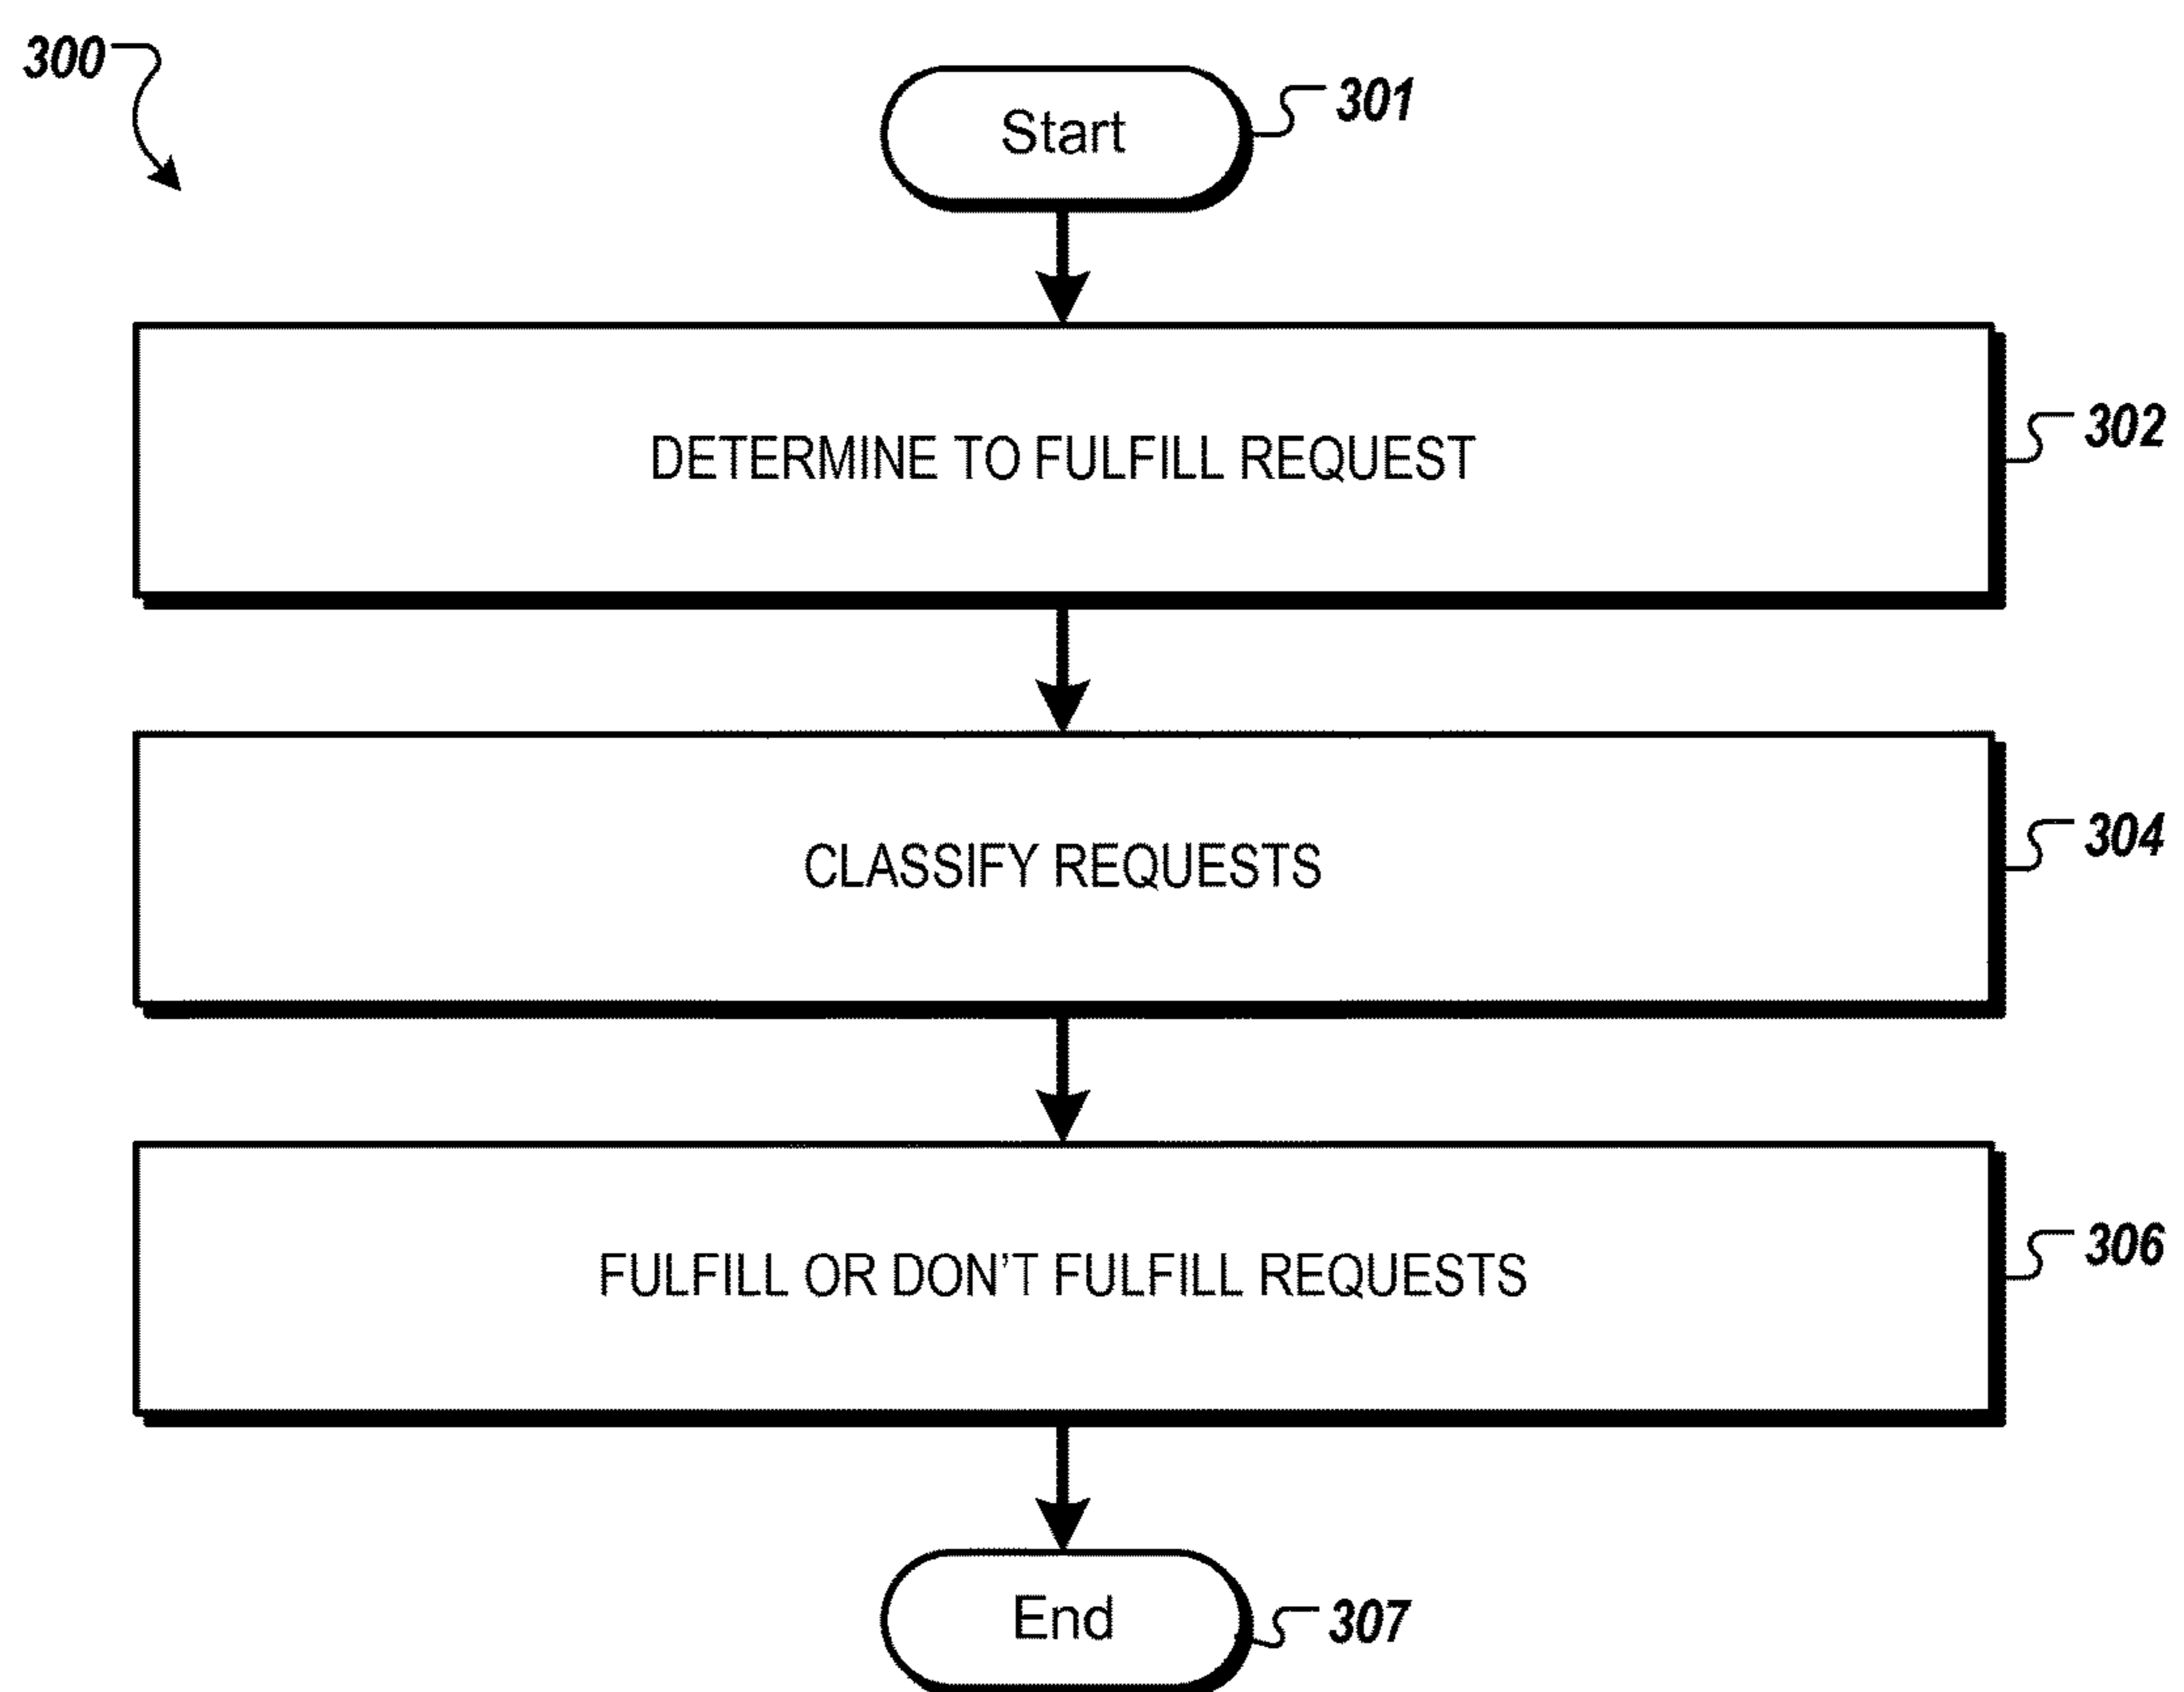 300
Start
301
DETERMINE TO FULFILL REQUEST
302
CLASSIFY REQUESTS
304
FULFILL OR DON'T FULFILL REQUESTS
306
End
307